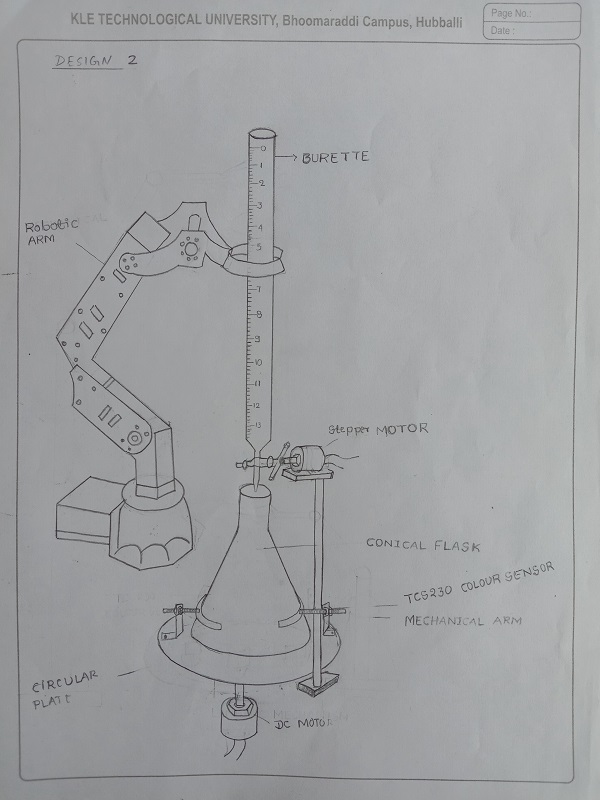 KLE TECHNOLOGICAL UNIVERSITY, Bhoomaraddi Campus, Hubballi
Page No.:
Date :
DESIGN 2
BURETTE
Robotic
ARM
0
1
2
3
4
5
7
8
9
10
11
12
13
Stepper MOTOR
CONICAL FLASK
TCS230 COLOUR SENSOR
MECHANICAL ARM
CIRCULAR
PLATE
DC MOTOR